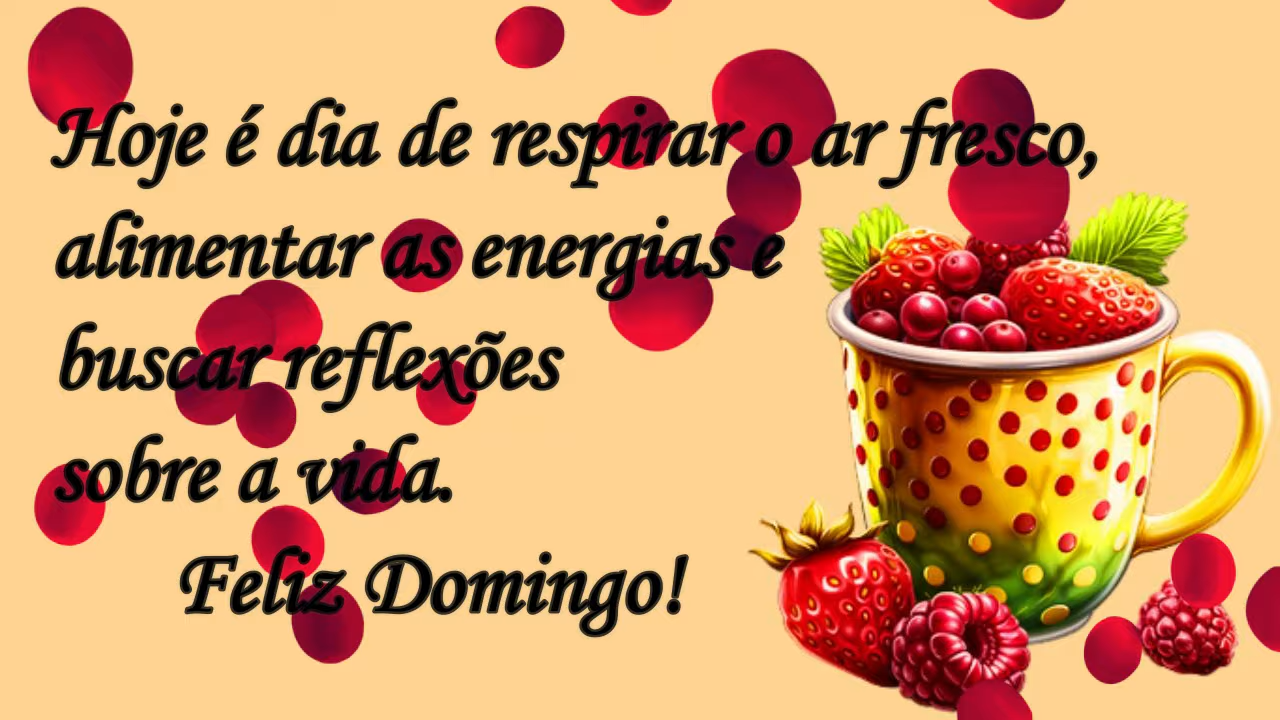 Hoje é dia de respirar o ar fresco,
alimentar as energias e
buscar reflexões
sobre a vida.
Feliz Domingo!